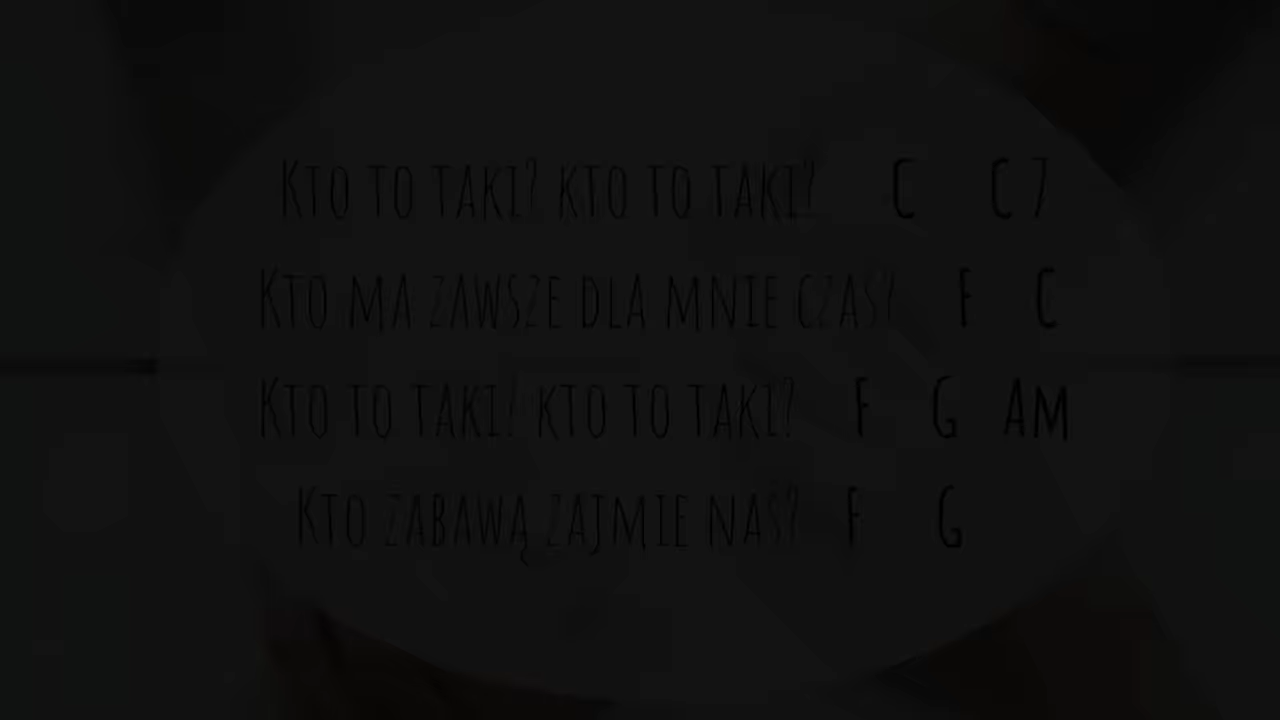 Kto to taki? kto to taki? C C7
Kto ma zawsze dla mnie czas? F C
Kto to taki? kto to taki? F G Am
Kto zabawą zajmie nas? F G